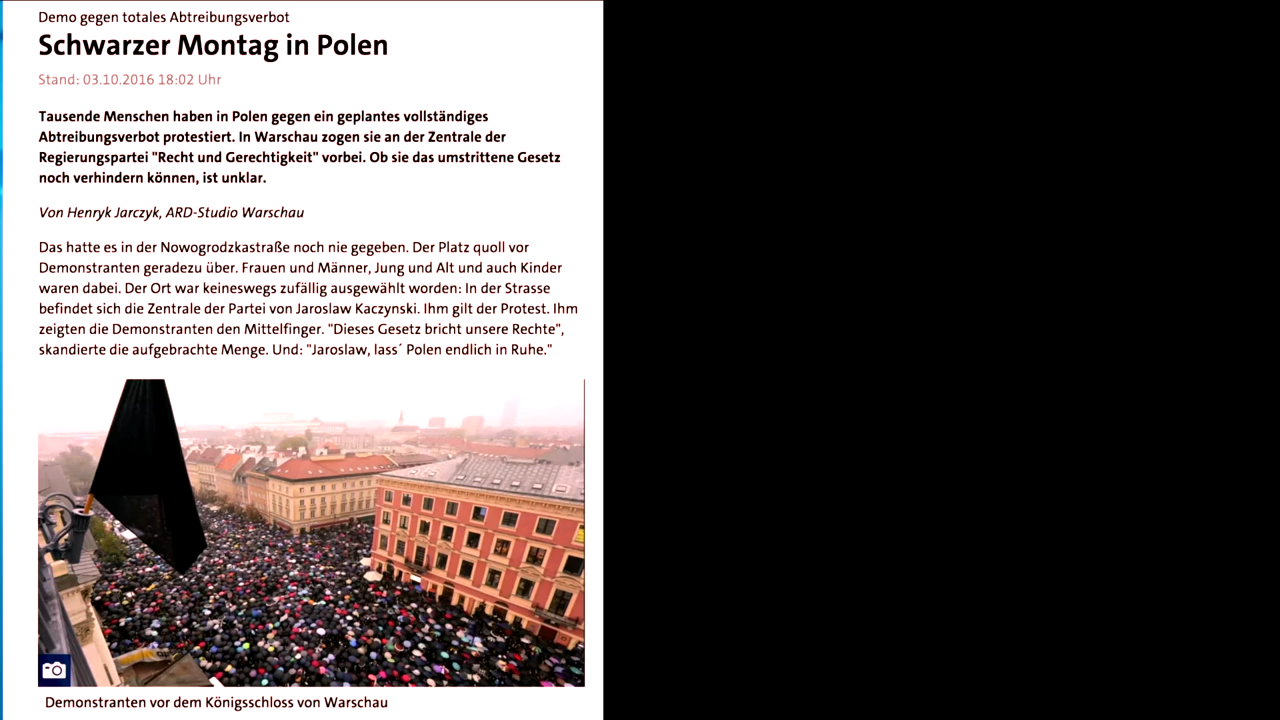 Demo gegen totales Abtreibungsverbot
Schwarzer Montag in Polen
Stand: 03.10.2016 18:02 Uhr
Tausende Menschen haben in Polen gegen ein geplantes vollständiges
Abtreibungsverbot protestiert. In Warschau zogen sie an der Zentrale der
Regierungspartei "Recht und Gerechtigkeit" vorbei. Ob sie das umstrittene Gesetz
noch verhindern können, ist unklar.
Von Henryk Jarczyk, ARD-Studio Warschau
Das hatte es in der Nowogrodzkastraße noch nie gegeben. Der Platz quoll vor
Demonstranten geradezu über. Frauen und Männer, Jung und Alt und auch Kinder
waren dabei. Der Ort war keineswegs zufällig ausgewählt worden: In der Strasse
befindet sich die Zentrale der Partei von Jaroslaw Kaczynski. Ihm gilt der Protest. Ihm
zeigten die Demonstranten den Mittelfinger. "Dieses Gesetz bricht unsere Rechte",
skandierte die aufgebrachte Menge. Und: "Jaroslaw, lass´ Polen endlich in Ruhe."
Demonstranten vor dem Königsschloss von Warschau